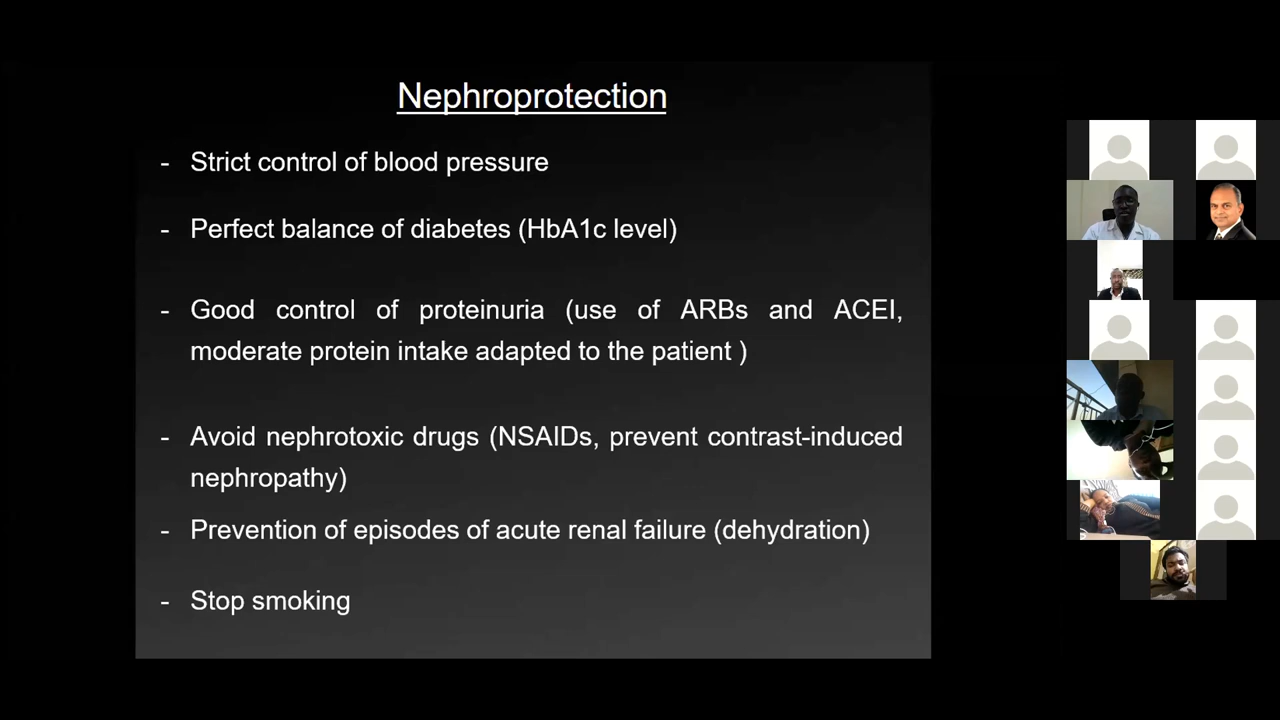 Nephroprotection
- Strict control of blood pressure
- Perfect balance of diabetes (HbA1c level)
- Good control of proteinuria (use of ARBs and ACEI,
moderate protein intake adapted to the patient )
- Avoid nephrotoxic drugs (NSAIDs, prevent contrast-induced
nephropathy)
- Prevention of episodes of acute renal failure (dehydration)
- Stop smoking